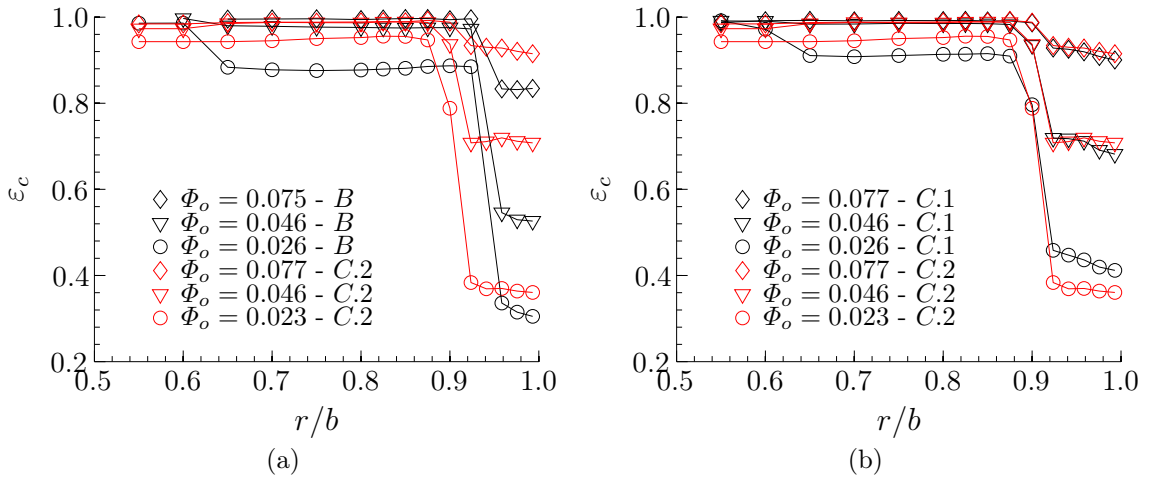 1.0
0.8
0.6
0.4
0.2
ε_c
Φ_o = 0.075 - B
Φ_o = 0.046 - B
Φ_o = 0.026 - B
Φ_o = 0.077 - C.2
Φ_o = 0.046 - C.2
Φ_o = 0.023 - C.2
0.5 0.6 0.7 0.8 0.9 1.0
r/b
(a)
1.0
0.8
0.6
0.4
0.2
ε_c
Φ_o = 0.077 - C.1
Φ_o = 0.046 - C.1
Φ_o = 0.026 - C.1
Φ_o = 0.077 - C.2
Φ_o = 0.046 - C.2
Φ_o = 0.023 - C.2
0.5 0.6 0.7 0.8 0.9 1.0
r/b
(b)